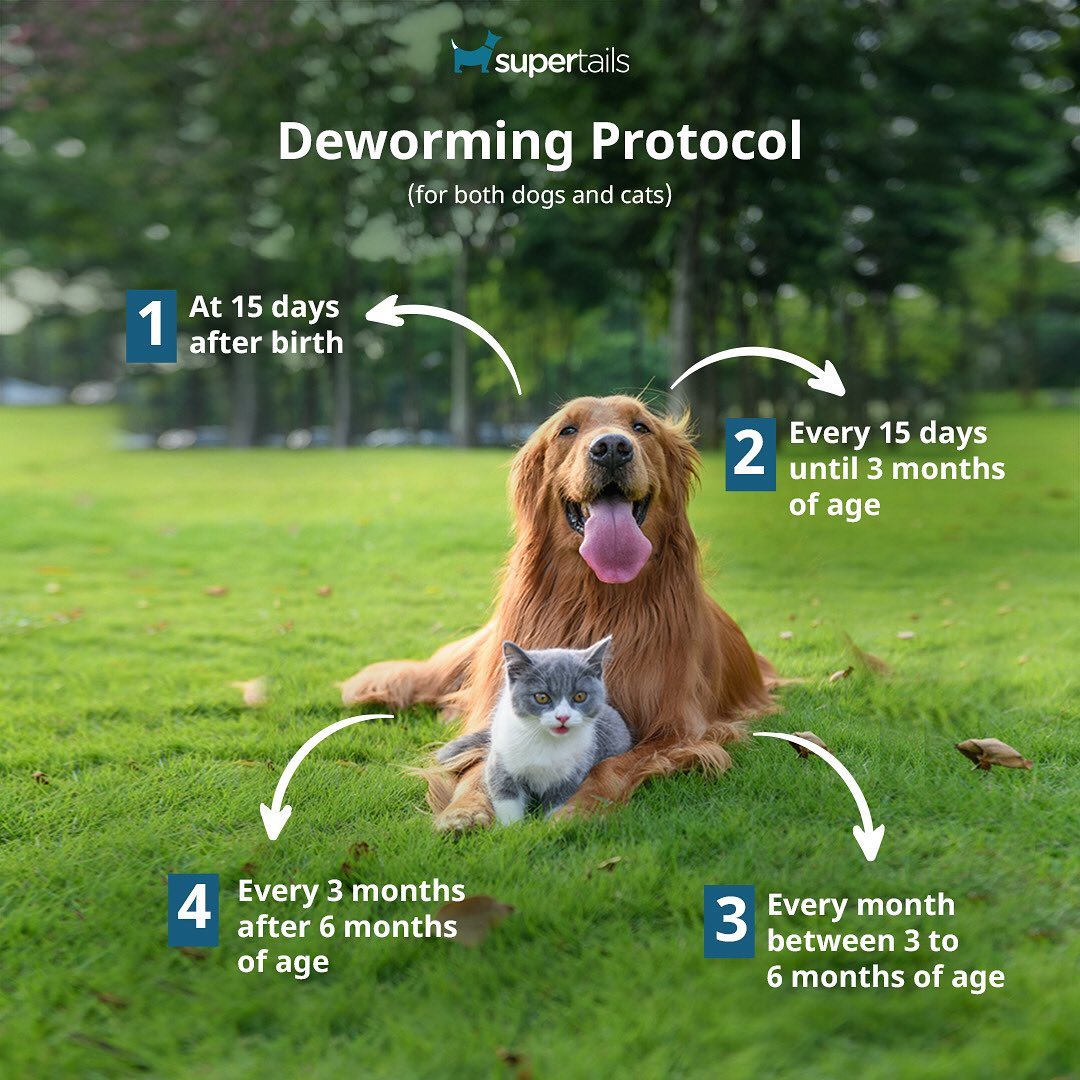 supertails
Deworming Protocol
(for both dogs and cats)
1
At 15 days
after birth
2
Every 15 days
until 3 months
of age
3
Every month
between 3 to
6 months of age
4
Every 3 months
after 6 months
of age